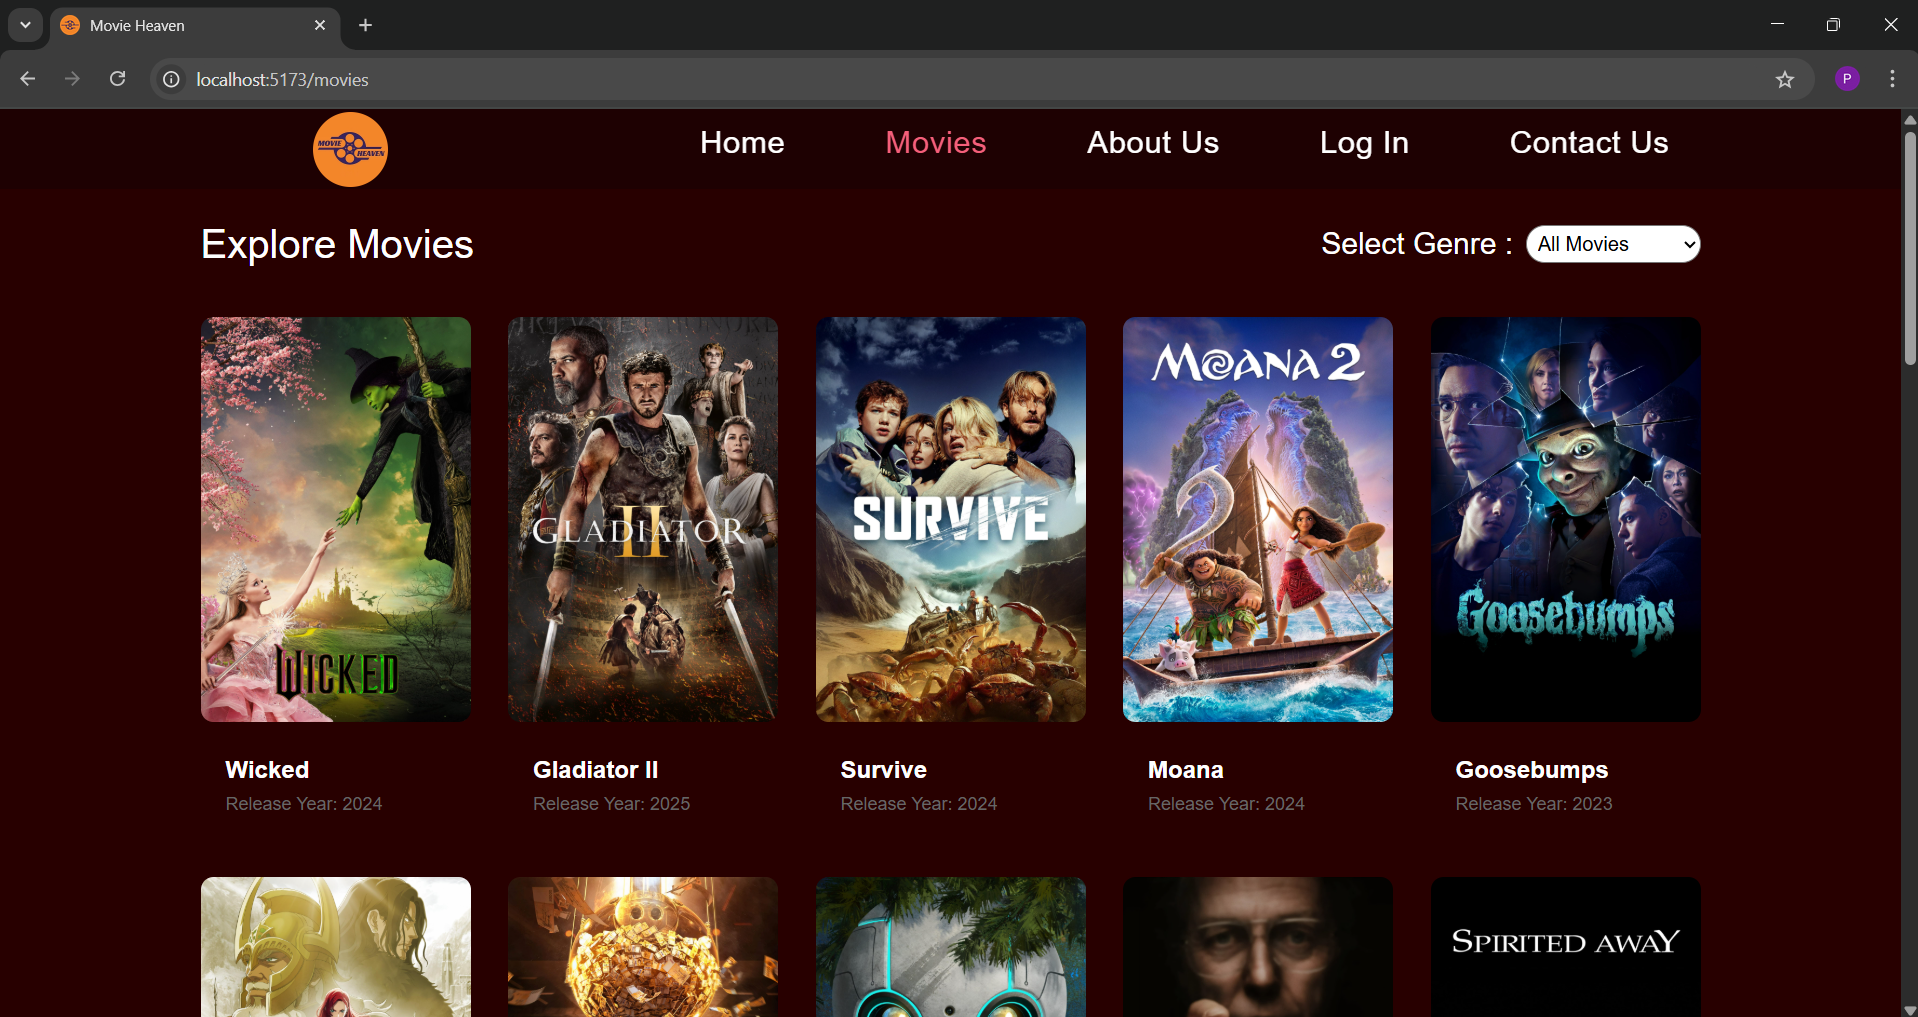 Movie Heaven
localhost:5173/movies
P
MOVIE
HEAVEN
Home
Movies
About Us
Log In
Contact Us
Explore Movies
Select Genre :
All Movies
WICKED
GLADIATOR
II
SURVIVE
MOANA 2
Goosebumps
Wicked
Gladiator II
Survive
Moana
Goosebumps
Release Year: 2024
Release Year: 2025
Release Year: 2024
Release Year: 2024
Release Year: 2023
SPIRITED AWAY